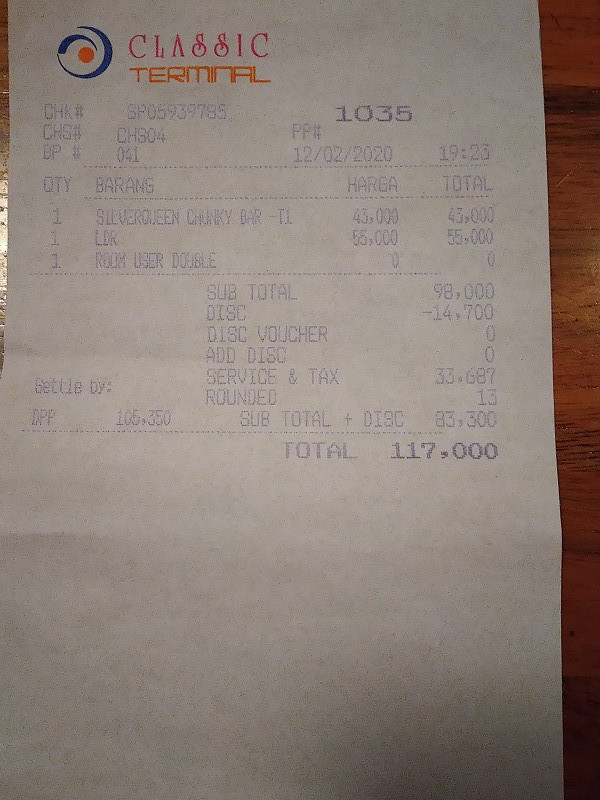 CLASSIC
TERMINAL
CHK# SP05939785 1035
CHS# CHS04 PP#
DP # 041 12/02/2020 19:23
QTY BARANG HARGA TOTAL
1 SILVERQUEEN CHUNKY BAR -T1 43,000 43,000
1 LDR 55,000 55,000
1 ROOM USER DOUBLE 0 0
SUB TOTAL 98,000
DISC -14,700
DISC VOUCHER 0
ADD DISC 0
Settle by: SERVICE & TAX 33,687
ROUNDED 13
DPP 105,350 SUB TOTAL + DISC 83,300
TOTAL 117,000